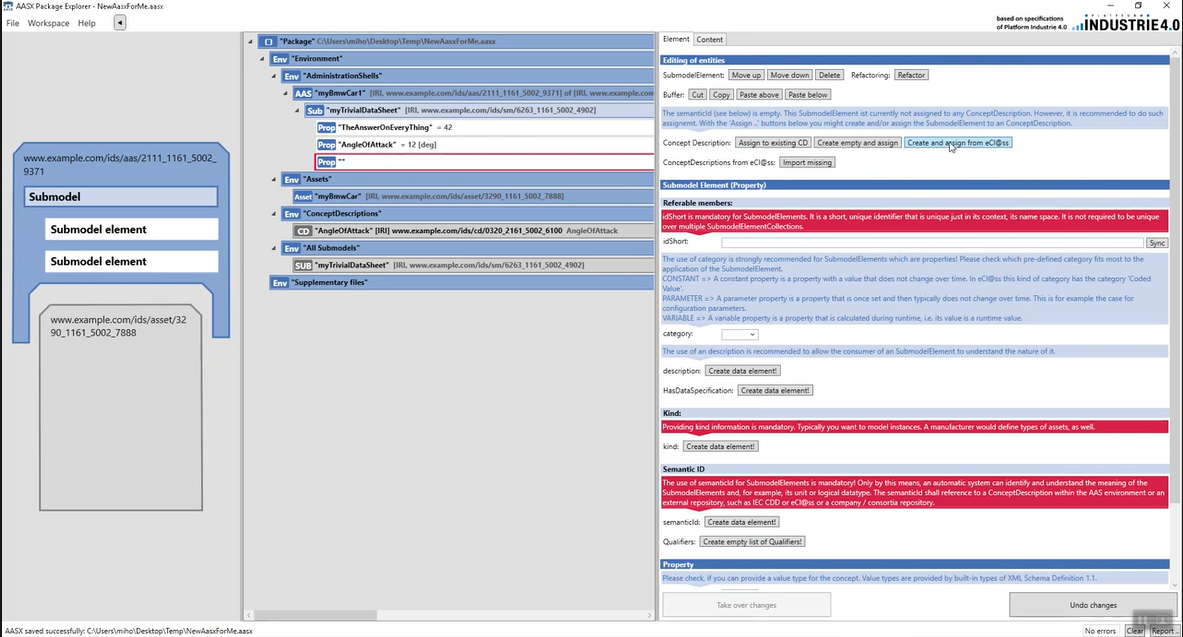 AASX Package Explorer - NewAasxForMe.aasx
File Workspace Help
based on specifications
of Platform Industrie 4.0
PLATTFORM
INDUSTRIE4.0
www.example.com/ids/aas/2111_1161_5002_
9371
Submodel
Submodel element
Submodel element
www.example.com/ids/asset/32
90_1161_5002_7888
"Package" C:\Users\miho\Desktop\Temp\NewAasxForMe.aasx
Env "Environment"
Env "AdministrationShells"
AAS "myBmwCar1" [IRI, www.example.com/ids/aas/2111_1161_5002_9371] of [IRI, www.example.com
Sub "myTrivialDataSheet" [IRI, www.example.com/ids/sm/6263_1161_5002_4902]
Prop "TheAnswerOnEveryThing" = 42
Prop "AngleOfAttack" = 12 [deg]
Prop ""
Env "Assets"
Asset "myBmwCar" [IRI, www.example.com/ids/asset/3290_1161_5002_7888]
Env "ConceptDescriptions"
CD "AngleOfAttack" [IRI] www.example.com/ids/cd/0320_2161_5002_6100 AngleOfAttack
Env "All Submodels"
SUB "myTrivialDataSheet" [IRI, www.example.com/ids/sm/6263_1161_5002_4902]
Env "Supplementary files"
Element Content
Editing of entities
SubmodelElement: Move up Move down Delete Refactoring: Refactor
Buffer: Cut Copy Paste above Paste below
The semanticId (see below) is empty. This SubmodelElement ist currently not assigned to any ConceptDescription. However, it is recommended to do such
assignemt. With the 'Assign ..' buttons below you might create and/or assign the SubmodelElement to an ConceptDescription.
Concept Description: Assign to existing CD Create empty and assign Create and assign from eCl@ss
ConceptDescriptions from eCl@ss: Import missing
Submodel Element (Property)
Referable members:
idShort is mandatory for SubmodelElements. It is a short, unique identifier that is unique just in its context, its name space. It is not required to be unique
over multiple SubmodelElementCollections.
idShort: Sync
The use of category is strongly recommended for SubmodelElements which are properties! Please check which pre-defined category fits most to the
application of the SubmodelElement.
CONSTANT => A constant property is a property with a value that does not change over time. In eCl@ss this kind of category has the category 'Coded
Value'.
PARAMETER => A parameter property is a property that is once set and then typically does not change over time. This is for example the case for
configuration parameters.
VARIABLE => A variable property is a property that is calculated during runtime, i.e. its value is a runtime value.
category:
The use of an description is recommended to allow the consumer of an SubmodelElement to understand the nature of it.
description: Create data element!
HasDataSpecification: Create data element!
Kind:
Providing kind information is mandatory. Typically you want to model instances. A manufacturer would define types of assets, as well.
kind: Create data element!
Semantic ID
The use of semanticId for SubmodelElements is mandatory! Only by this means, an automatic system can identify and understand the meaning of the
SubmodelElements and, for example, its unit or logical datatype. The semanticId shall reference to a ConceptDescription within the AAS environment or an
external repository, such as IEC CDD or eCl@ss or a company / consortia repository.
semanticId: Create data element!
Qualifiers: Create empty list of Qualifiers!
Property
Please check, if you can provide a value type for the concept. Value types are provided by built-in types of XML Schema Definition 1.1.
Take over changes Undo changes
AASX saved successfully: C:\Users\miho\Desktop\Temp\NewAasxForMe.aasx
No errors Clear Report..